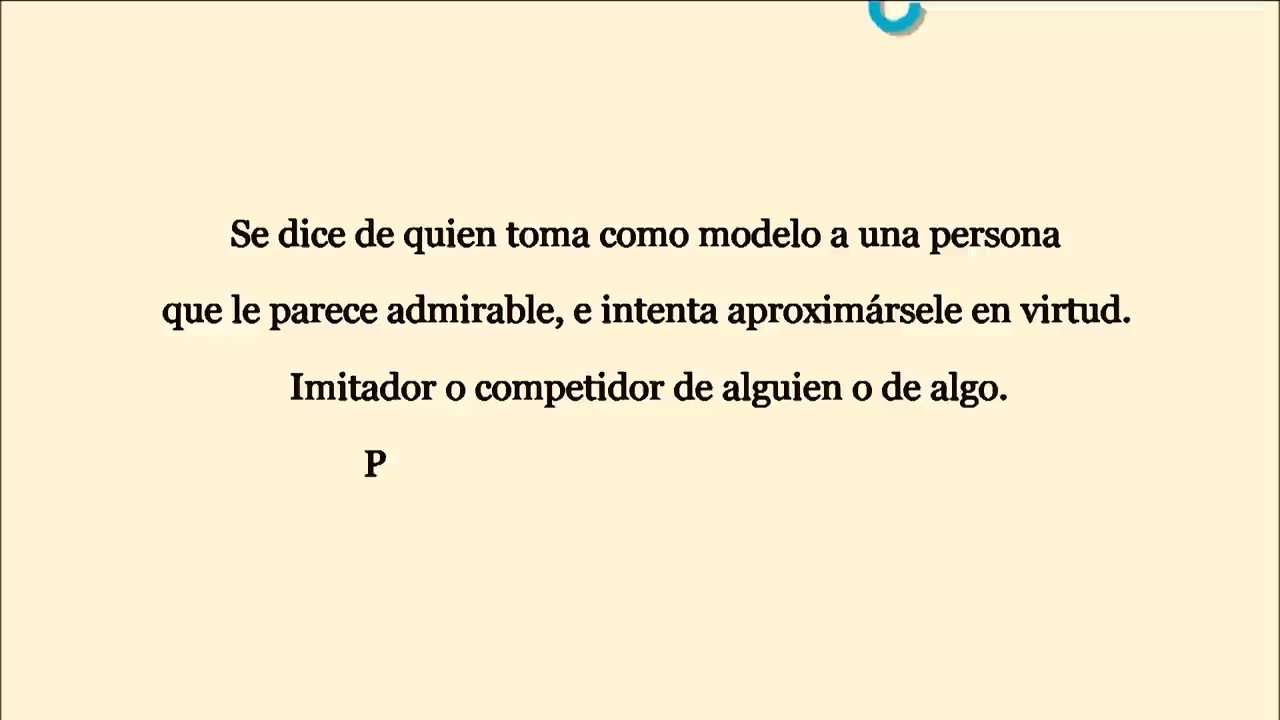 Se dice de quien toma como modelo a una persona
que le parece admirable, e intenta aproximársele en virtud.
Imitador o competidor de alguien o de algo.
P